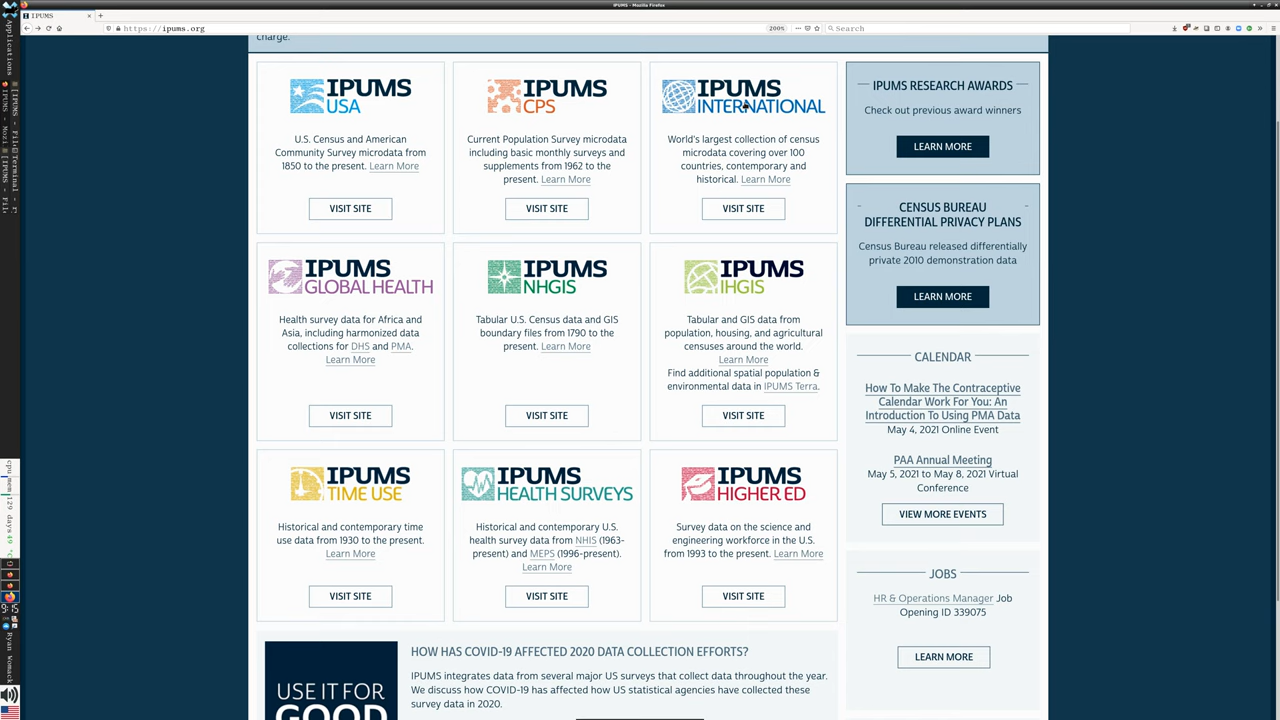 IPUMS - Mozilla Firefox
IPUMS
https://ipums.org
200%
Search
Applications
charge.
IPUMS
USA
U.S. Census and American
Community Survey microdata from
1850 to the present. Learn More
VISIT SITE
IPUMS
CPS
Current Population Survey microdata
including basic monthly surveys and
supplements from 1962 to the
present. Learn More
VISIT SITE
IPUMS
INTERNATIONAL
World's largest collection of census
microdata covering over 100
countries, contemporary and
historical. Learn More
VISIT SITE
IPUMS
GLOBAL HEALTH
Health survey data for Africa and
Asia, including harmonized data
collections for DHS and PMA.
Learn More
VISIT SITE
IPUMS
NHGIS
Tabular U.S. Census data and GIS
boundary files from 1790 to the
present. Learn More
VISIT SITE
IPUMS
IHGIS
Tabular and GIS data from
population, housing, and agricultural
censuses around the world.
Learn More
Find additional spatial population &
environmental data in IPUMS Terra.
VISIT SITE
IPUMS
TIME USE
Historical and contemporary time
use data from 1930 to the present.
Learn More
VISIT SITE
IPUMS
HEALTH SURVEYS
Historical and contemporary U.S.
health survey data from NHIS (1963-
present) and MEPS (1996-present).
Learn More
VISIT SITE
IPUMS
HIGHER ED
Survey data on the science and
engineering workforce in the U.S.
from 1993 to the present. Learn More
VISIT SITE
USE IT FOR
GOOD
HOW HAS COVID-19 AFFECTED 2020 DATA COLLECTION EFFORTS?
IPUMS integrates data from several major US surveys that collect data throughout the year.
We discuss how COVID-19 has affected how US statistical agencies have collected these
survey data in 2020.
IPUMS RESEARCH AWARDS
Check out previous award winners
LEARN MORE
CENSUS BUREAU
DIFFERENTIAL PRIVACY PLANS
Census Bureau released differentially
private 2010 demonstration data
LEARN MORE
CALENDAR
How To Make The Contraceptive
Calendar Work For You: An
Introduction To Using PMA Data
May 4, 2021 Online Event
PAA Annual Meeting
May 5, 2021 to May 8, 2021 Virtual
Conference
VIEW MORE EVENTS
JOBS
HR & Operations Manager Job
Opening ID 339075
LEARN MORE
Ryan Womack